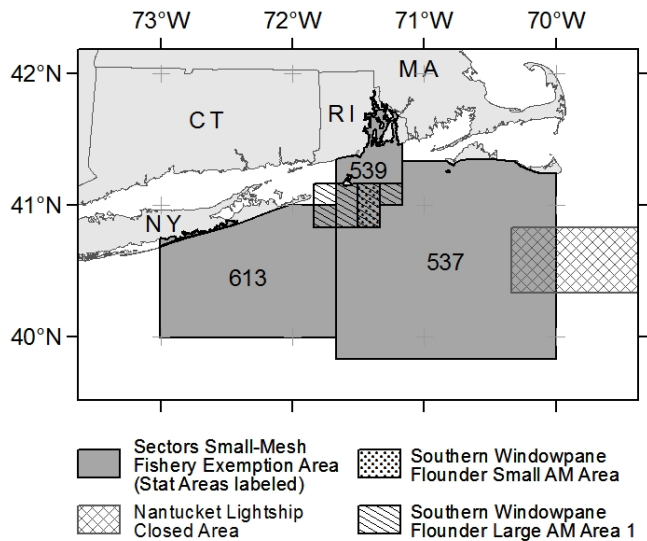 73°W 72°W 71°W 70°W
42°N
MA
CT
RI
539
41°N
NY
537
613
40°N
Sectors Small-Mesh
Fishery Exemption Area
(Stat Areas labeled)
Southern Windowpane
Flounder Small AM Area
Nantucket Lightship
Closed Area
Southern Windowpane
Flounder Large AM Area 1